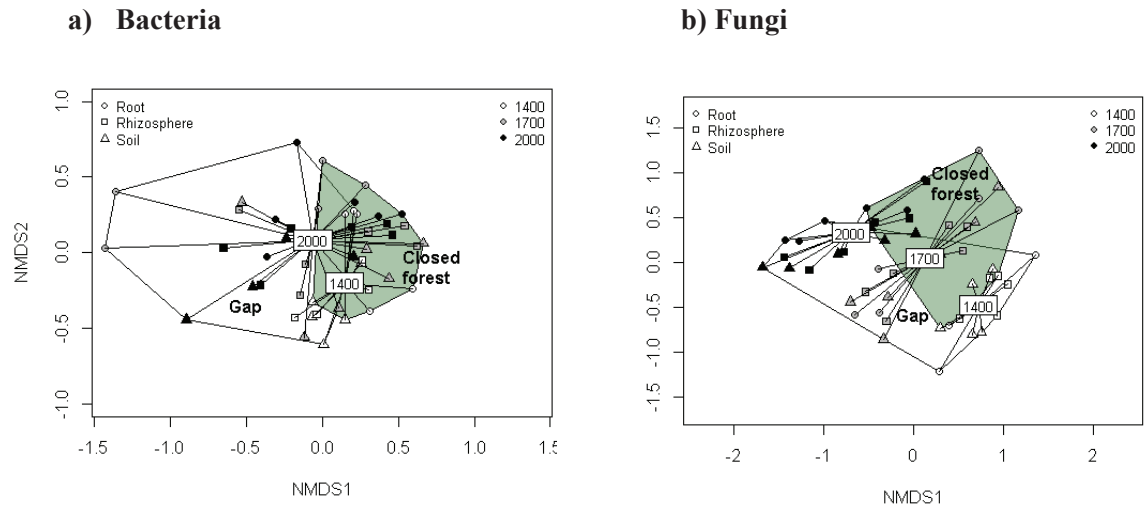 a) Bacteria
b) Fungi
Root
Rhizosphere
Soil
1400
1700
2000
2000
1400
Closed
forest
Gap
1.0
0.5
0.0
-0.5
-1.0
NMDS2
-1.5
-1.0
-0.5
0.0
0.5
1.0
1.5
NMDS1
Root
Rhizosphere
Soil
1400
1700
2000
Closed
forest
2000
1700
Gap
1400
1.5
1.0
0.5
0.0
-0.5
-1.0
-1.5
-2
-1
0
1
2
NMDS1